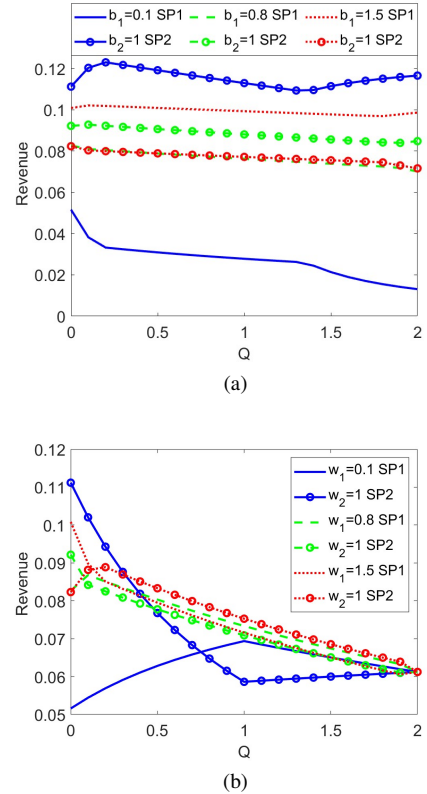 b1=0.1 SP1 b1=0.8 SP1 b1=1.5 SP1
b2=1 SP2 b2=1 SP2 b2=1 SP2
0.12
0.1
0.08
0.06
0.04
0.02
0
Revenue
0 0.5 1 1.5 2
Q
(a)
0.12
0.11
0.1
0.09
0.08
0.07
0.06
0.05
Revenue
w1=0.1 SP1
w2=1 SP2
w1=0.8 SP1
w2=1 SP2
w1=1.5 SP1
w2=1 SP2
0 0.5 1 1.5 2
Q
(b)